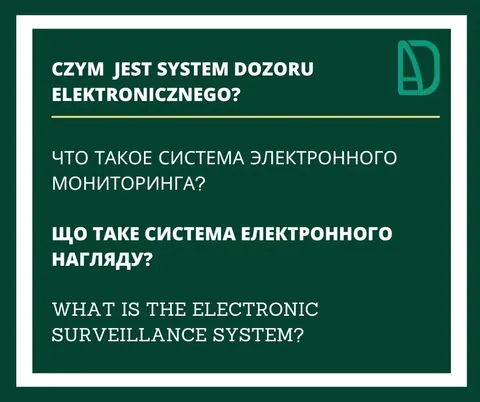 CZYM JEST SYSTEM DOZORU
ELEKTRONICZNEGO?
ЧТО ТАКОЕ СИСТЕМА ЭЛЕКТРОННОГО
МОНИТОРИНГА?
ЩО ТАКЕ СИСТЕМА ЕЛЕКТРОННОГО
НАГЛЯДУ?
WHAT IS THE ELECTRONIC
SURVEILLANCE SYSTEM?